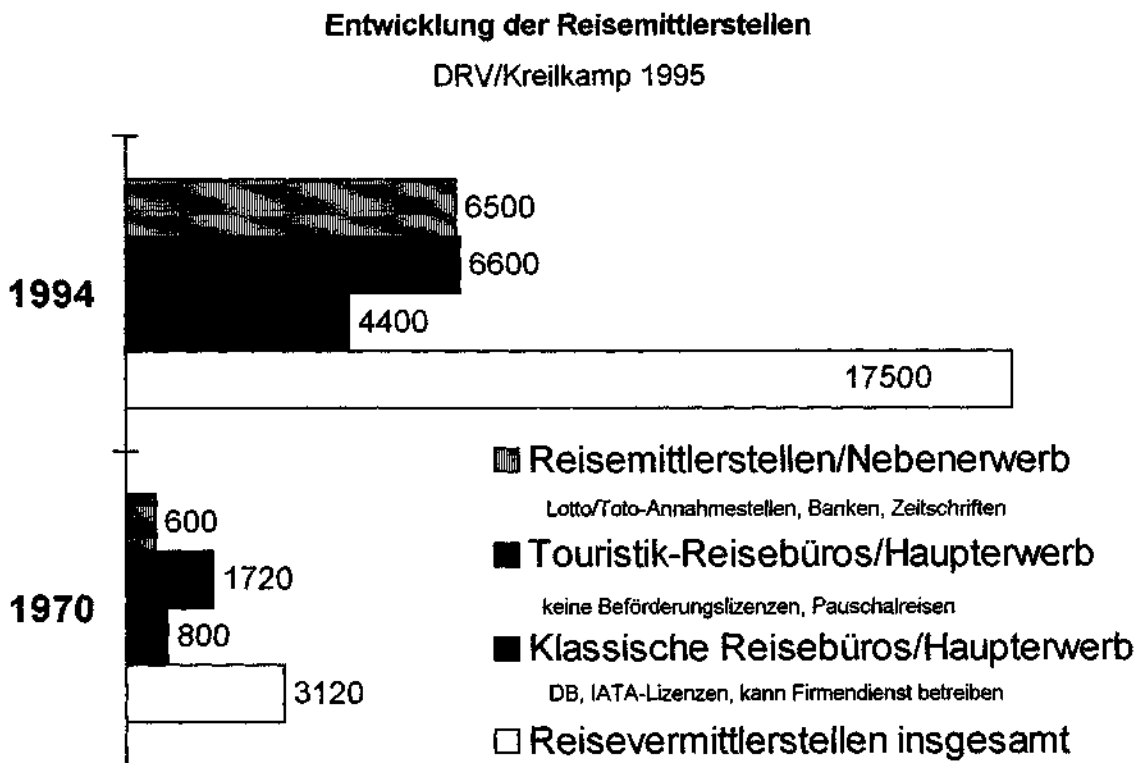 Entwicklung der Reisemittlerstellen
DRV/Kreilkamp 1995
1994
6500
6600
4400
17500
1970
600
1720
800
3120
Reisemittlerstellen/Nebenerwerb
Lotto/Toto-Annahmestellen, Banken, Zeitschriften
Touristik-Reisebüros/Haupterwerb
keine Beförderungslizenzen, Pauschalreisen
Klassische Reisebüros/Haupterwerb
DB, IATA-Lizenzen, kann Firmendienst betreiben
Reisevermittlerstellen insgesamt